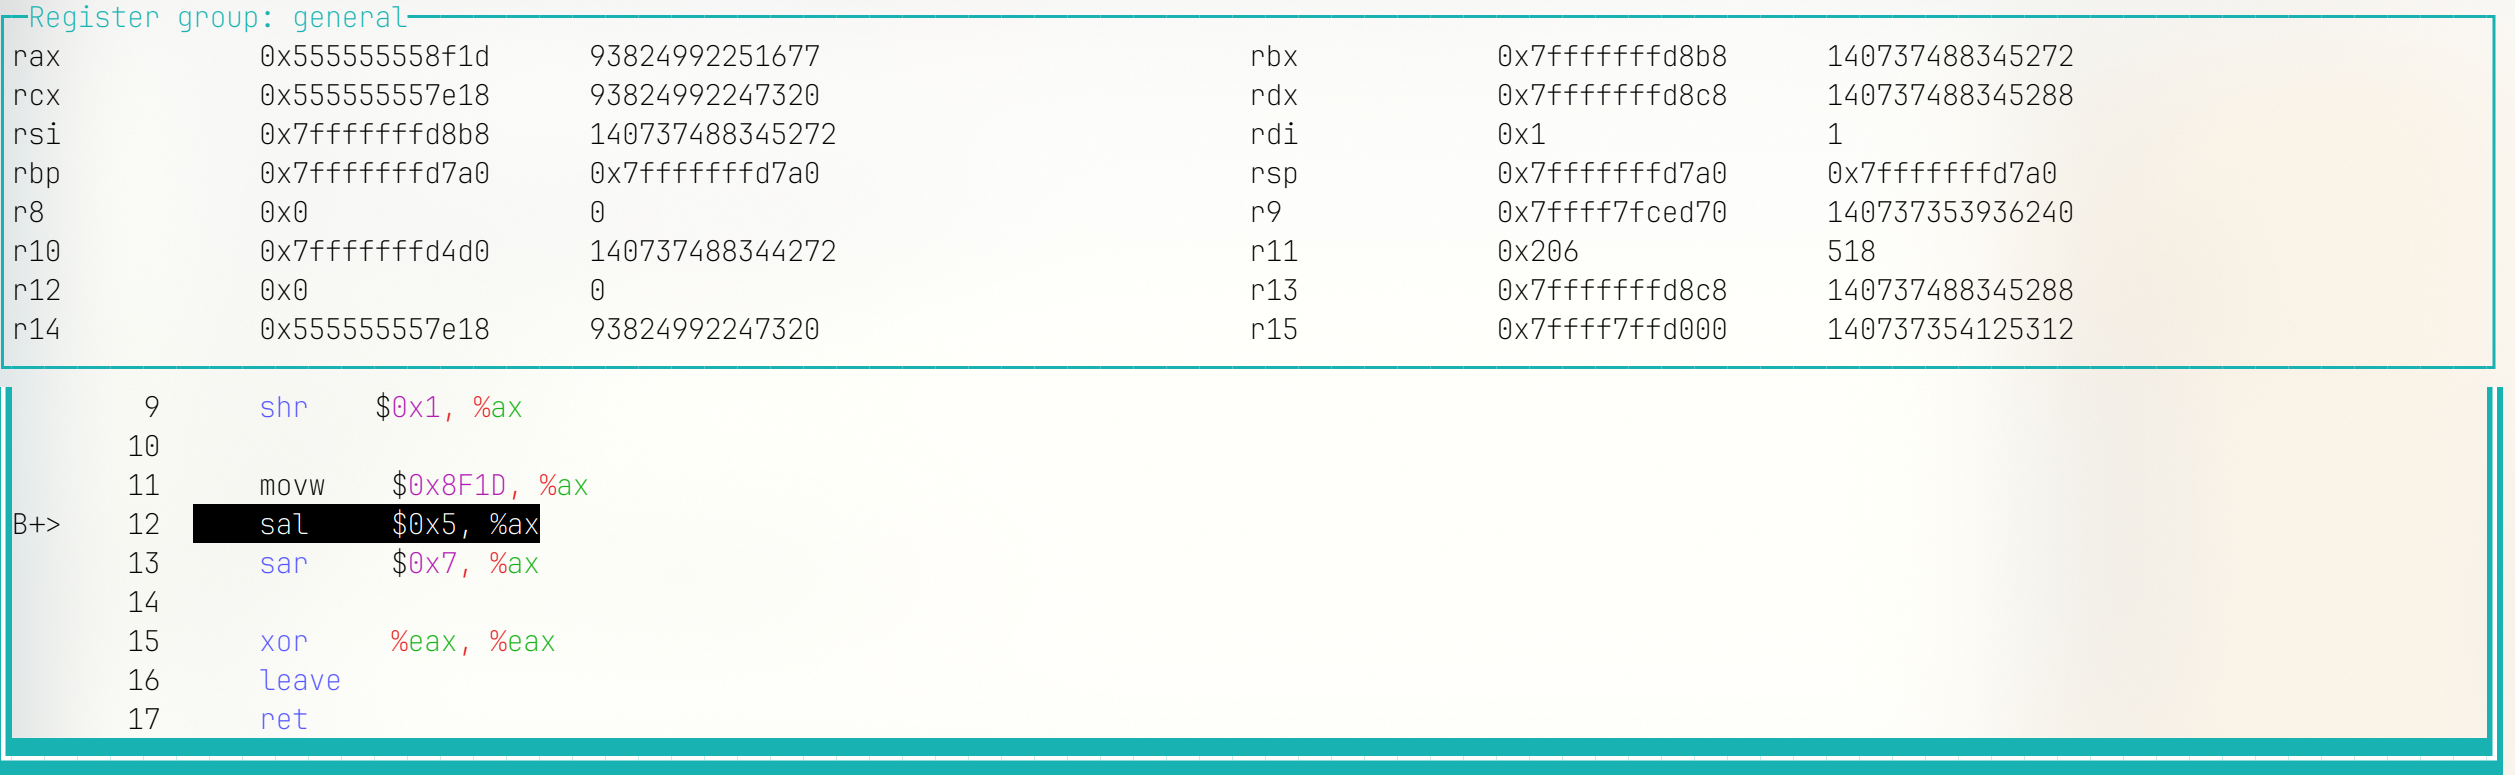 Register group: general
rax 0x555555558f1d 93824992251677 rbx 0x7fffffffd8b8 140737488345272
rcx 0x555555557e18 93824992247320 rdx 0x7fffffffd8c8 140737488345288
rsi 0x7fffffffd8b8 140737488345272 rdi 0x1 1
rbp 0x7fffffffd7a0 0x7fffffffd7a0 rsp 0x7fffffffd7a0 0x7fffffffd7a0
r8 0x0 0 r9 0x7ffff7fced70 140737353936240
r10 0x7fffffffd4d0 140737488344272 r11 0x206 518
r12 0x0 0 r13 0x7fffffffd8c8 140737488345288
r14 0x555555557e18 93824992247320 r15 0x7ffff7ffd000 140737354125312
9 shr $0x1, %ax
10
11 movw $0x8F1D, %ax
B+> 12 sal $0x5, %ax
13 sar $0x7, %ax
14
15 xor %eax, %eax
16 leave
17 ret